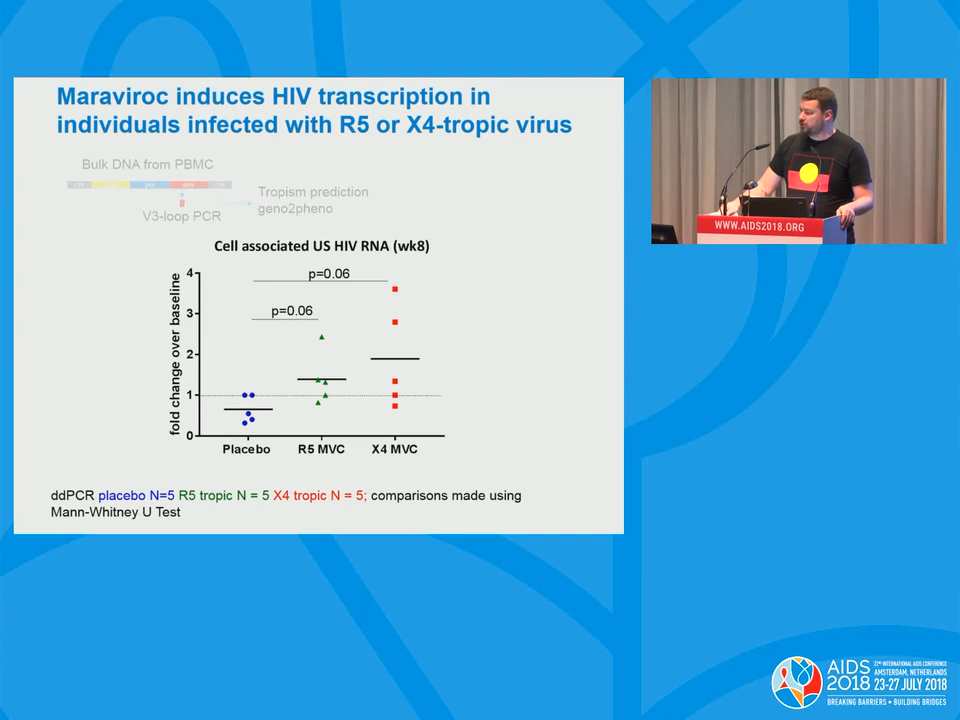 Maraviroc induces HIV transcription in
individuals infected with R5 or X4-tropic virus
Bulk DNA from PBMC
V3-loop PCR
Tropism prediction
geno2pheno
Cell associated US HIV RNA (wk8)
fold change over baseline
4
3
2
1
0
p=0.06
p=0.06
Placebo
R5 MVC
X4 MVC
ddPCR placebo N=5 R5 tropic N = 5 X4 tropic N = 5; comparisons made using
Mann-Whitney U Test
WWW.AIDS2018.ORG
AIDS
2018
22ND INTERNATIONAL AIDS CONFERENCE
AMSTERDAM, NETHERLANDS
23-27 JULY 2018
BREAKING BARRIERS • BUILDING BRIDGES